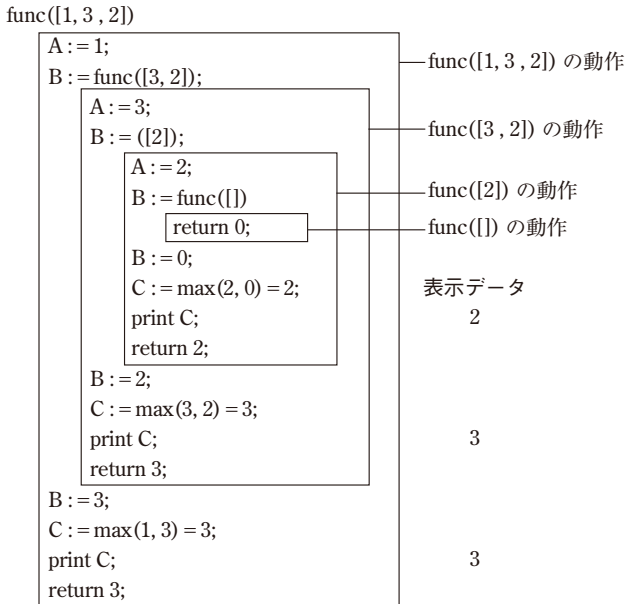 func([1, 3 , 2])
A : = 1;
func([1, 3 , 2]) の動作
B : = func([3, 2]);
A : = 3;
func([3 , 2]) の動作
B : = ([2]);
A : = 2;
func([2]) の動作
B : = func([])
return 0;
func([]) の動作
B : = 0;
C : = max(2, 0) = 2;
表示データ
print C;
2
return 2;
B : = 2;
C : = max(3, 2) = 3;
print C;
3
return 3;
B : = 3;
C : = max(1, 3) = 3;
print C;
3
return 3;